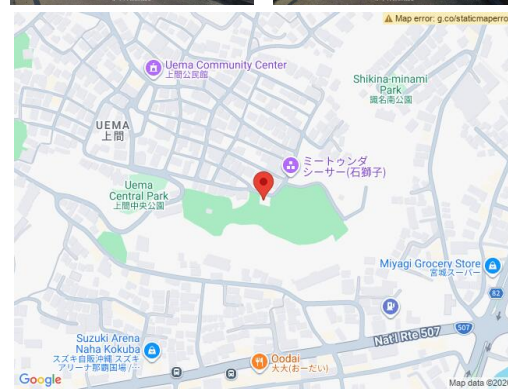 ⚠ Map error: g.co/staticmaperro
Uema Community Center
上間公民館
Shikina-minami
Park
識名南公園
UEMA
上間
ミートゥンダ
シーサー(石獅子)
Uema
Central Park
上間中央公園
Miyagi Grocery Store
宮城スーパー
82
507
Nat'l Rte 507
Suzuki Arena
Naha Kokuba
スズキ自販沖縄 スズキ
アリーナ那覇国場/…
Oodai
大大(おーだい)
Google
Map data ©202